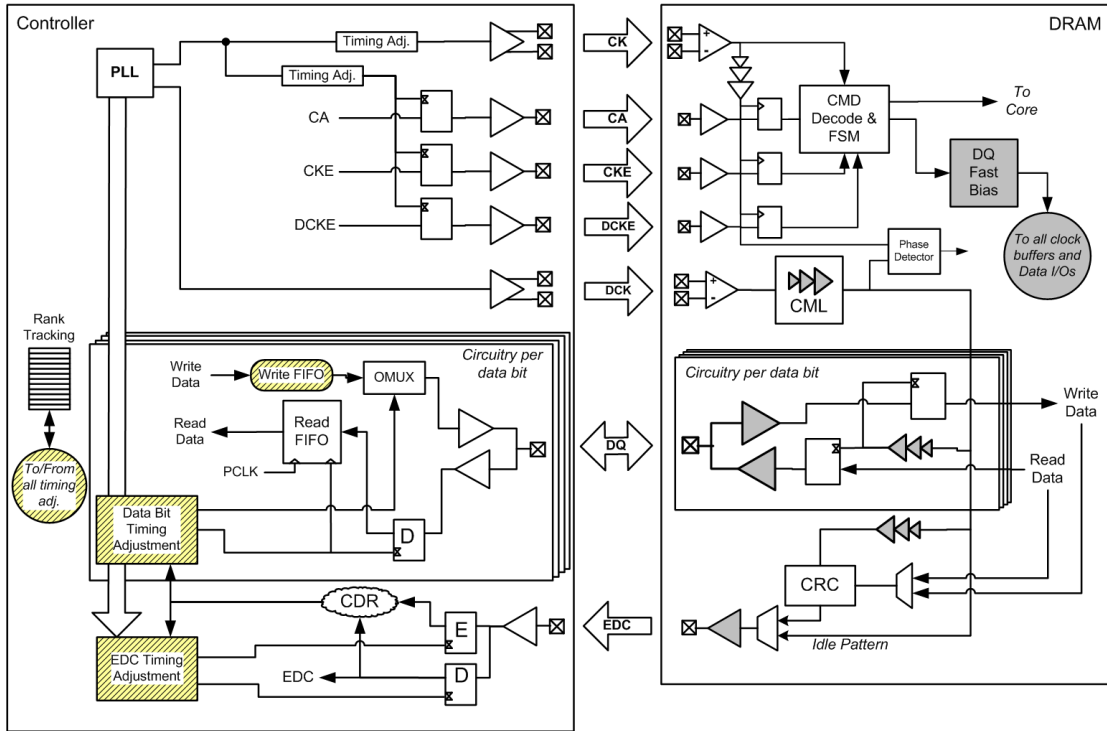 Controller
DRAM
Timing Adj.
CK
+
-
PLL
Timing Adj.
CMD
Decode &
FSM
To
Core
CA
CA
CKE
CKE
DQ
Fast
Bias
DCKE
DCKE
Phase
Detector
To all clock
buffers and
Data I/Os
DCK
+
-
CML
Rank
Tracking
Circuitry per
data bit
Circuitry per data bit
Write
Data
Write FIFO
OMUX
Write
Data
Read
Data
Read
FIFO
DQ
PCLK
Read
Data
To/From
all timing
adj.
Data Bit
Timing
Adjustment
D
CRC
CDR
E
EDC
Idle Pattern
EDC Timing
Adjustment
EDC
D